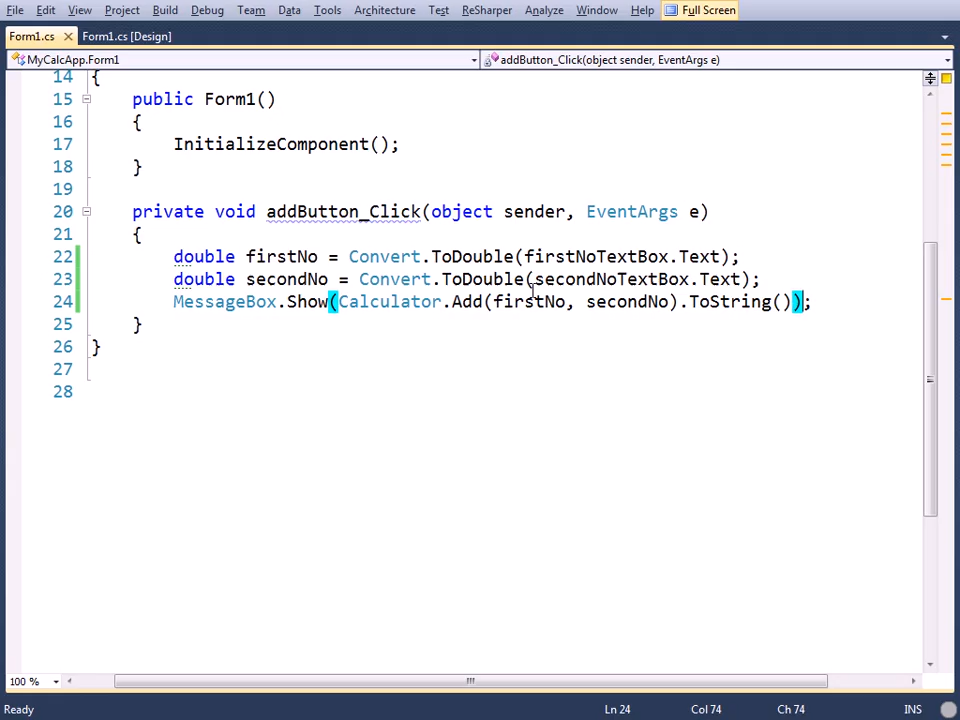 File Edit View Project Build Debug Team Data Tools Architecture Test ReSharper Analyze Window Help Full Screen
Form1.cs Form1.cs [Design]
MyCalcApp.Form1 addButton_Click(object sender, EventArgs e)
14 {
15 public Form1()
16 {
17 InitializeComponent();
18 }
19
20 private void addButton_Click(object sender, EventArgs e)
21 {
22 double firstNo = Convert.ToDouble(firstNoTextBox.Text);
23 double secondNo = Convert.ToDouble(secondNoTextBox.Text);
24 MessageBox.Show(Calculator.Add(firstNo, secondNo).ToString());
25 }
26 }
27
28
100 %
Ready Ln 24 Col 74 Ch 74 INS